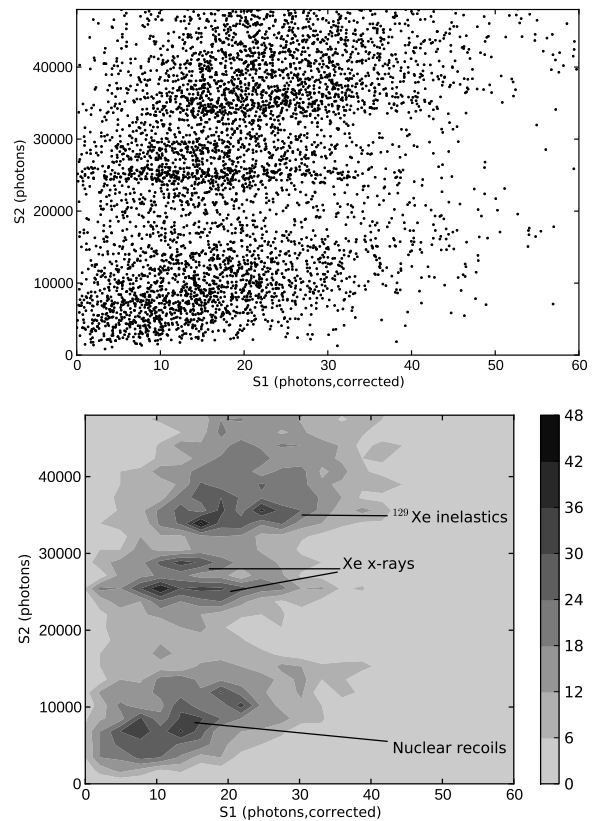 40000
30000
20000
10000
0
S2 (photons)
0 10 20 30 40 50 60
S1 (photons,corrected)
40000
30000
20000
10000
0
S2 (photons)
129Xe inelastics
Xe x-rays
Nuclear recoils
0 10 20 30 40 50 60
S1 (photons,corrected)
48
42
36
30
24
18
12
6
0